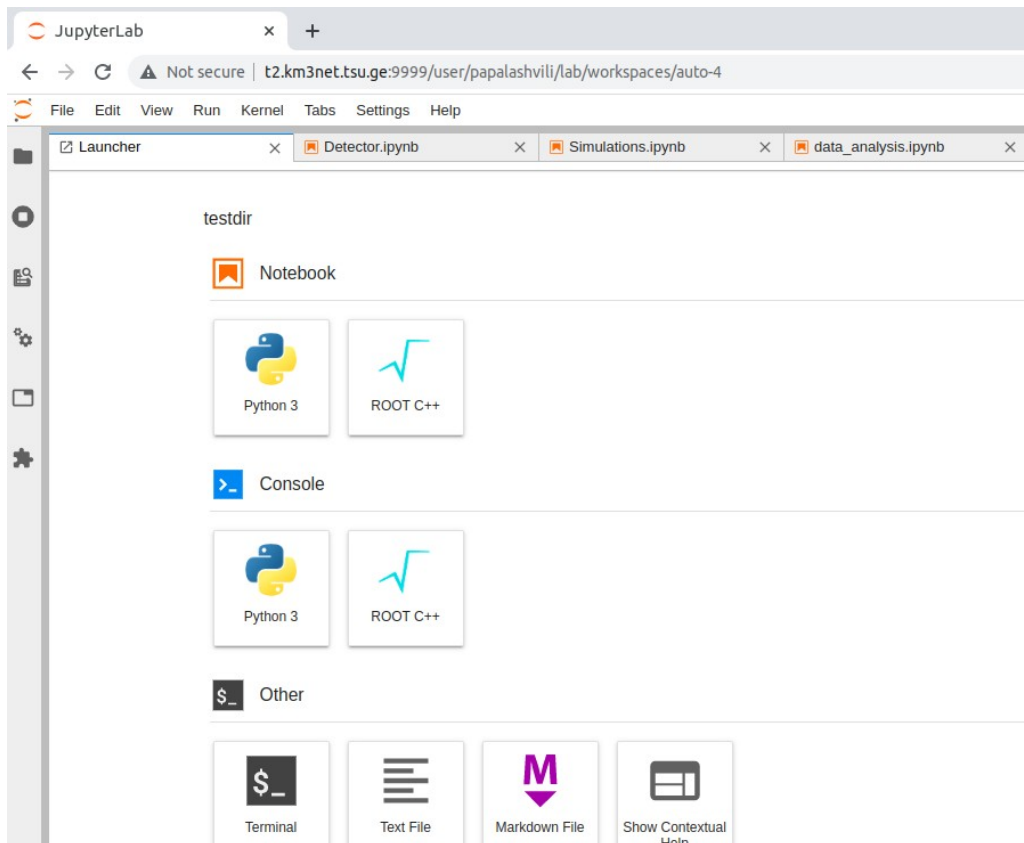 JupyterLab
Not secure | t2.km3net.tsu.ge:9999/user/papalashvili/lab/workspaces/auto-4
File Edit View Run Kernel Tabs Settings Help
Launcher Detector.ipynb Simulations.ipynb data_analysis.ipynb
testdir
Notebook
Python 3 ROOT C++
>_ Console
Python 3 ROOT C++
$_ Other
$_ M
Terminal Text File Markdown File Show Contextual
Help